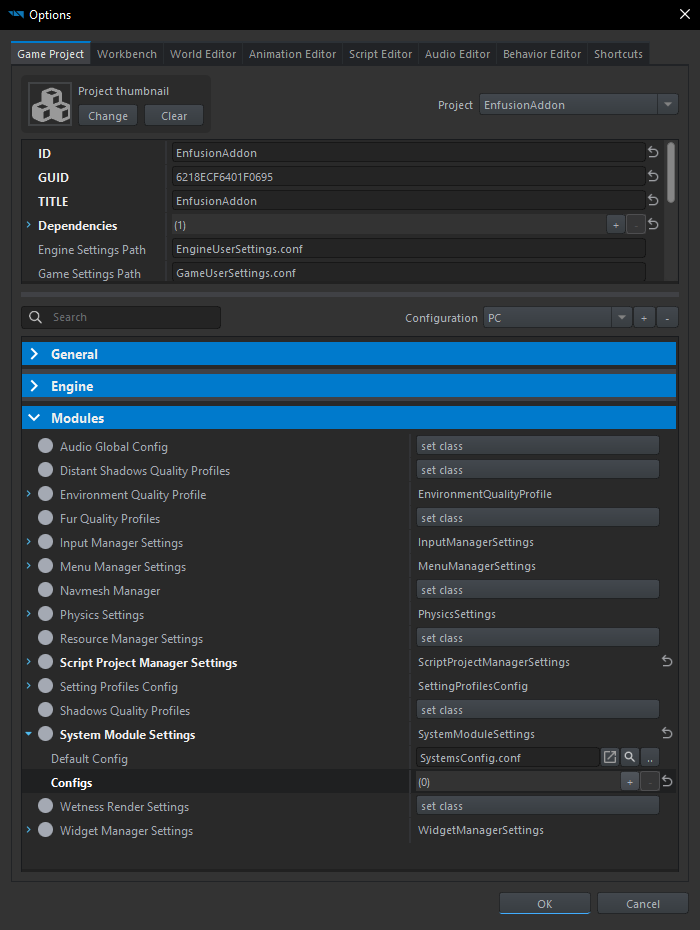 Options
Game Project Workbench World Editor Animation Editor Script Editor Audio Editor Behavior Editor Shortcuts
Project thumbnail
Change Clear
Project EnfusionAddon
ID EnfusionAddon
GUID 6218ECF6401F0695
TITLE EnfusionAddon
Dependencies (1) + -
Engine Settings Path EngineUserSettings.conf
Game Settings Path GameUserSettings.conf
Search Configuration PC + -
General
Engine
Modules
Audio Global Config set class
Distant Shadows Quality Profiles set class
Environment Quality Profile EnvironmentQualityProfile
Fur Quality Profiles set class
Input Manager Settings InputManagerSettings
Menu Manager Settings MenuManagerSettings
Navmesh Manager set class
Physics Settings PhysicsSettings
Resource Manager Settings set class
Script Project Manager Settings ScriptProjectManagerSettings
Setting Profiles Config SettingProfilesConfig
Shadows Quality Profiles set class
System Module Settings SystemModuleSettings
Default Config SystemsConfig.conf ..
Configs (0) + -
Wetness Render Settings set class
Widget Manager Settings WidgetManagerSettings
OK Cancel